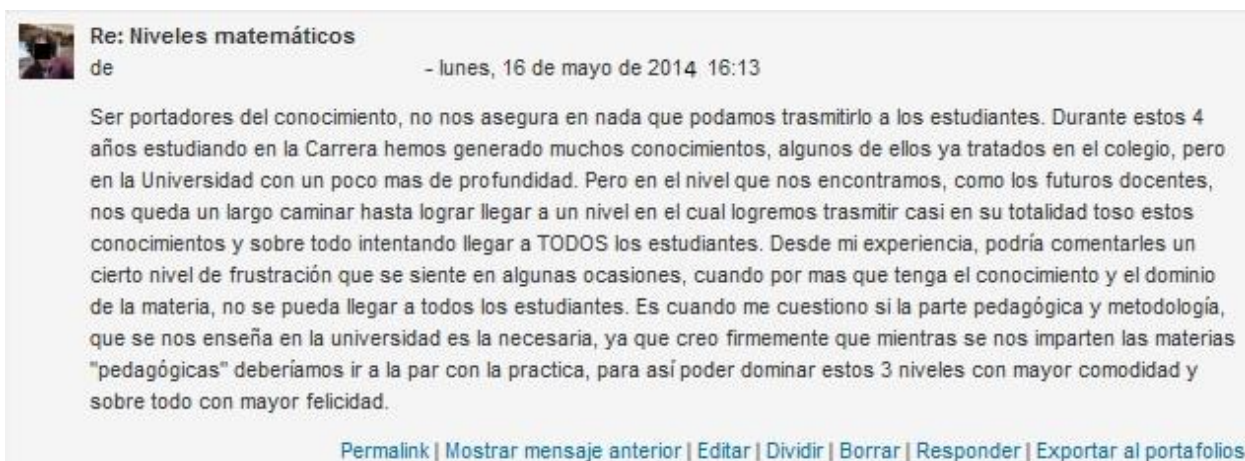 Re: Niveles matemáticos
de - lunes, 16 de mayo de 2014 16:13
Ser portadores del conocimiento, no nos asegura en nada que podamos trasmitirlo a los estudiantes. Durante estos 4
años estudiando en la Carrera hemos generado muchos conocimientos, algunos de ellos ya tratados en el colegio, pero
en la Universidad con un poco mas de profundidad. Pero en el nivel que nos encontramos, como los futuros docentes,
nos queda un largo caminar hasta lograr llegar a un nivel en el cual logremos trasmitir casi en su totalidad toso estos
conocimientos y sobre todo intentando llegar a TODOS los estudiantes. Desde mi experiencia, podría comentarles un
cierto nivel de frustración que se siente en algunas ocasiones, cuando por mas que tenga el conocimiento y el dominio
de la materia, no se pueda llegar a todos los estudiantes. Es cuando me cuestiono si la parte pedagógica y metodología,
que se nos enseña en la universidad es la necesaria, ya que creo firmemente que mientras se nos imparten las materias
"pedagógicas" deberíamos ir a la par con la practica, para así poder dominar estos 3 niveles con mayor comodidad y
sobre todo con mayor felicidad.
Permalink | Mostrar mensaje anterior | Editar | Dividir | Borrar | Responder | Exportar al portafolios